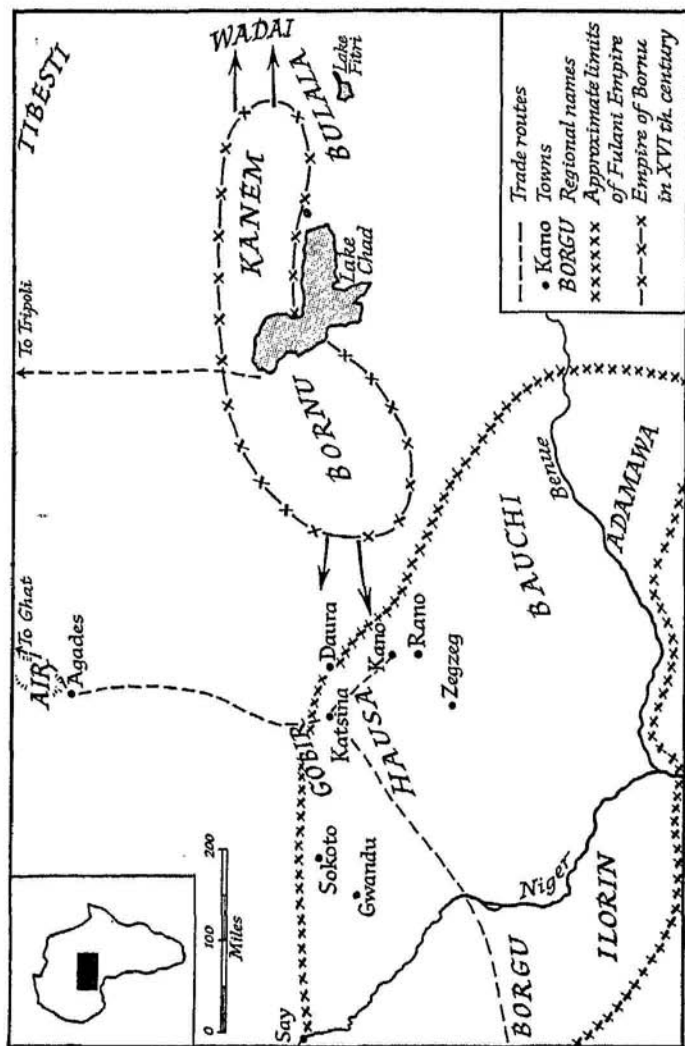 TIBESTI
WADAI
Lake
Fitri
BULALA
KANEM
Lake
Chad
To Tripoli
BORNU
To Ghat
AIR
Agades
Daura
Kano
Rano
Zegzeg
Katsina
GOBIR
HAUSA
BAUCHI
Benue
ADAMAWA
Sokoto
Gwandu
Niger
Say
BORGU
ILORIN
0 100 200
Miles
Trade routes
Kano Towns
BORGU Regional names
Approximate limits
of Fulani Empire
Empire of Bornu
in XVI th. century